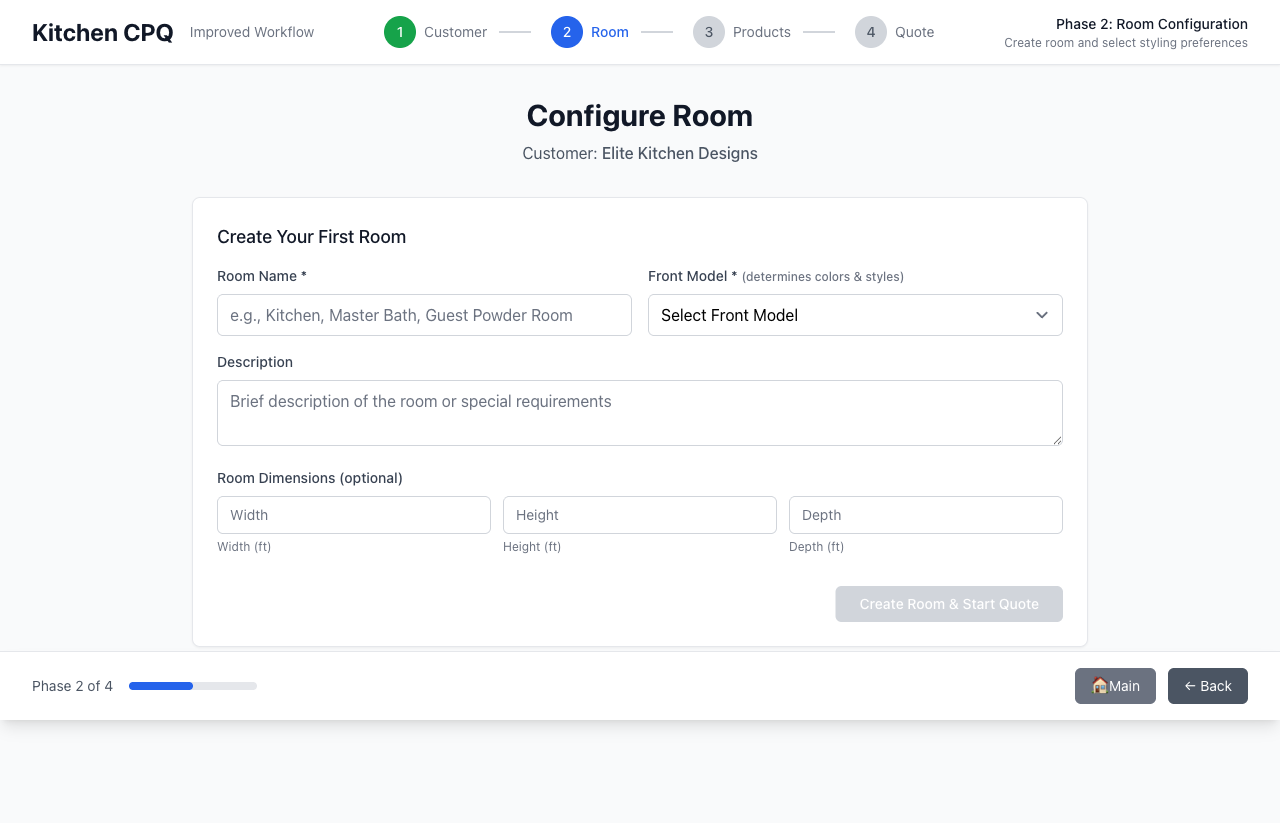 Kitchen CPQ Improved Workflow
1 Customer
2 Room
3 Products
4 Quote
Phase 2: Room Configuration
Create room and select styling preferences
Configure Room
Customer: Elite Kitchen Designs
Create Your First Room
Room Name *
e.g., Kitchen, Master Bath, Guest Powder Room
Front Model * (determines colors & styles)
Select Front Model
Description
Brief description of the room or special requirements
Room Dimensions (optional)
Width
Height
Depth
Width (ft)
Height (ft)
Depth (ft)
Create Room & Start Quote
Phase 2 of 4
🏠Main
← Back